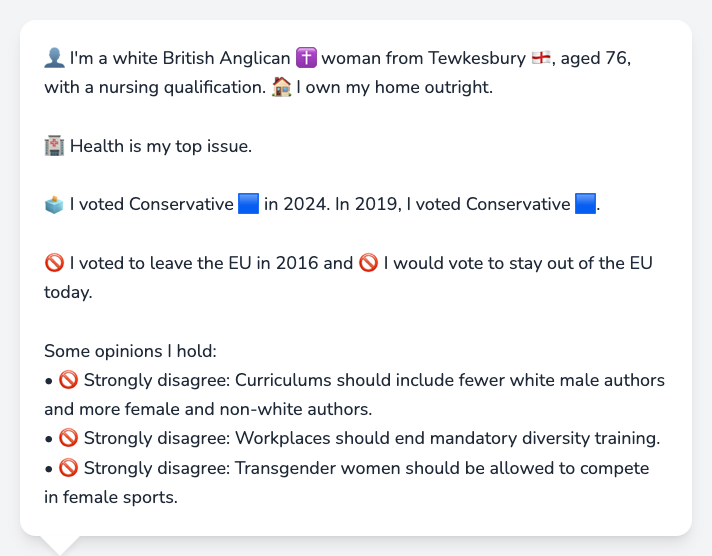 👤 I'm a white British Anglican ✝️ woman from Tewkesbury 🏴󠁧󠁢󠁥󠁮󠁧󠁿, aged 76,
with a nursing qualification. 🏠 I own my home outright.
🏥 Health is my top issue.
🗳️ I voted Conservative 🟦 in 2024. In 2019, I voted Conservative 🟦.
🚫 I voted to leave the EU in 2016 and 🚫 I would vote to stay out of the EU
today.
Some opinions I hold:
• 🚫 Strongly disagree: Curriculums should include fewer white male authors
and more female and non-white authors.
• 🚫 Strongly disagree: Workplaces should end mandatory diversity training.
• 🚫 Strongly disagree: Transgender women should be allowed to compete
in female sports.